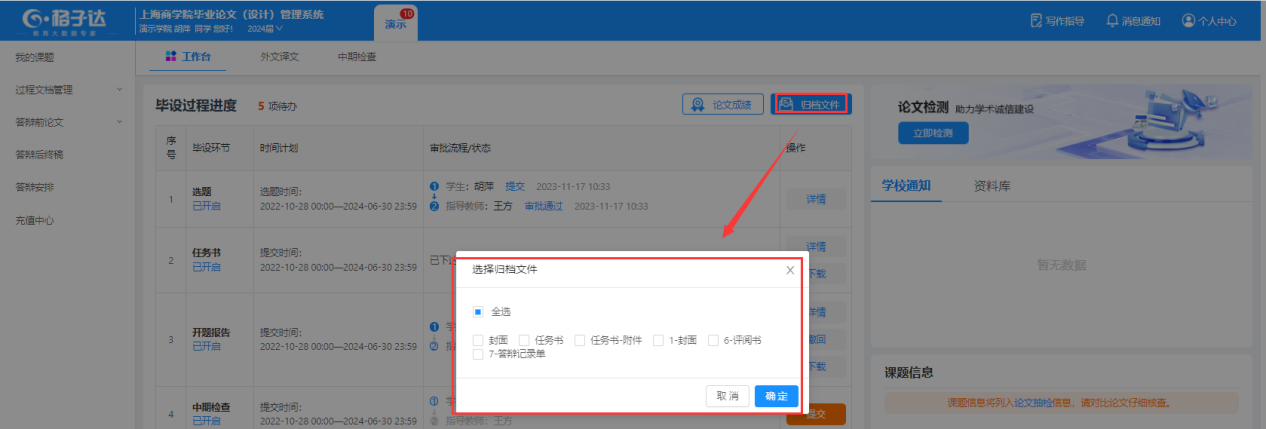 格子达
教育大数据专家
上海商学院毕业论文（设计）管理系统
演示学院 胡萍 同学 您好! 2024届
演示
10
写作指导 消息通知 个人中心
我的课题
过程文档管理
答辩前论文
答辩后终稿
答辩安排
充值中心
工作台 外文译文 中期检查
毕设过程进度 5 项待办 论文成绩 归档文件
序号 毕设环节 时间计划 审批流程/状态 操作
1 选题 已开启 选题时间: 2022-10-28 00:00—2024-06-30 23:59
1 学生: 胡萍 提交 2023-11-17 10:33
2 指导教师: 王方 审批通过 2023-11-17 10:33
详情
2 任务书 已开启 提交时间: 2022-10-28 00:00—2024-06-30 23:59
已下
详情
下载
3 开题报告 已开启 提交时间: 2022-10-28 00:00—2024-06-30 23:59
1 学
2 指
详情
撤回
下载
4 中期检查 已开启 提交时间: 2022-10-28 00:00—2024-06-30 23:59
1 学
2 指导教师: 王方
提交
选择归档文件
全选
封面 任务书 任务书-附件 1-封面 6-评阅书
7-答辩记录单
取消 确定
论文检测 助力学术诚信建设
立即检测
学校通知 资料库
暂无数据
课题信息
课题信息将列入论文抽检信息，请对比论文仔细核查。